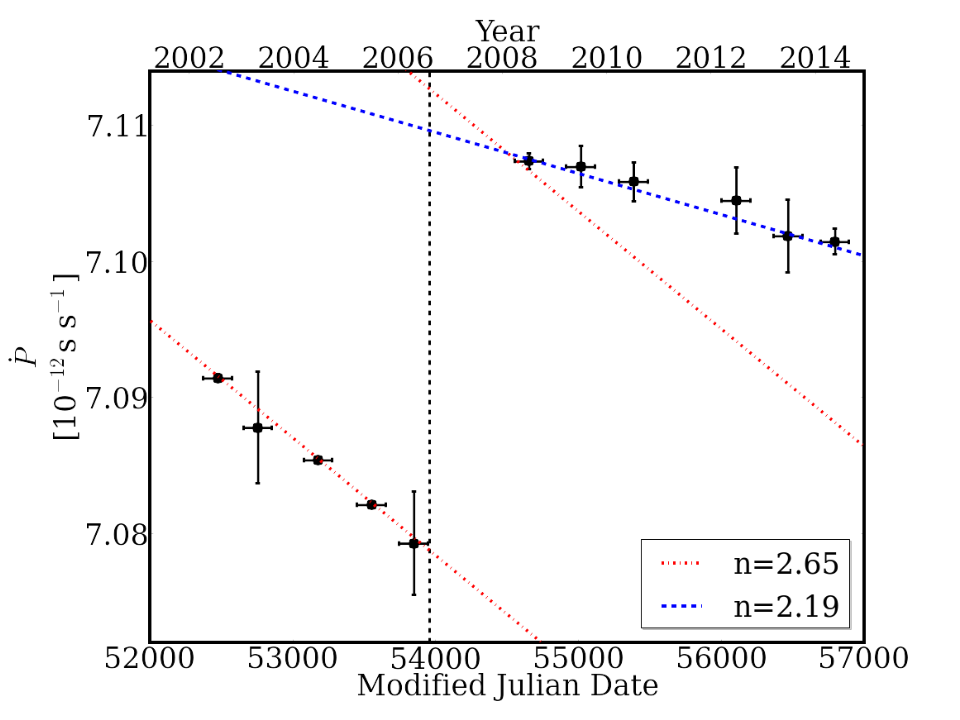 Year
2002 2004 2006 2008 2010 2012 2014
7.11
7.10
7.09
7.08
Ṗ
[10⁻¹² s s⁻¹]
n=2.65
n=2.19
52000 53000 54000 55000 56000 57000
Modified Julian Date